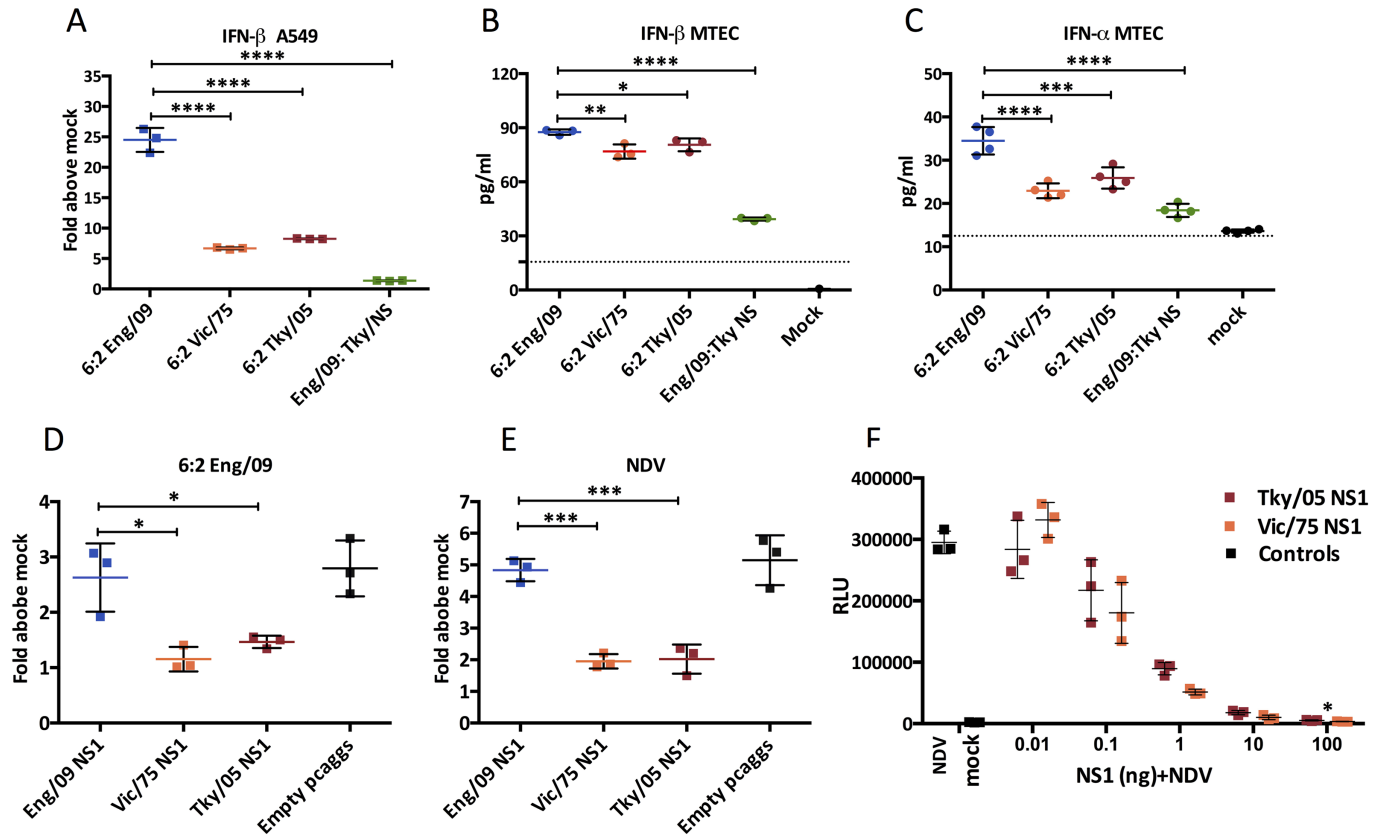 A
IFN-β A549
****
****
****
Fold above mock
35
30
25
20
15
10
5
0
6:2 Eng/09
6:2 Vic/75
6:2 Tky/05
Eng/09: Tky/NS
B
IFN-β MTEC
****
*
**
pg/ml
120
90
60
30
0
6:2 Eng/09
6:2 Vic/75
6:2 Tky/05
Eng/09:Tky NS
Mock
C
IFN-α MTEC
****
***
****
pg/ml
50
40
30
20
10
0
6:2 Eng/09
6:2 Vic/75
6:2 Tky/05
Eng/09:Tky NS
mock
D
6:2 Eng/09
*
*
Fold abobe mock
4
3
2
1
0
Eng/09 NS1
Vic/75 NS1
Tky/05 NS1
Empty pcaggs
E
NDV
***
***
Fold abobe mock
7
6
5
4
3
2
1
0
Eng/09 NS1
Vic/75 NS1
Tky/05 NS1
Empty pcaggs
F
RLU
400000
300000
200000
100000
0
Tky/05 NS1
Vic/75 NS1
Controls
*
NDV
mock
0.01
0.1
1
10
100
NS1 (ng)+NDV